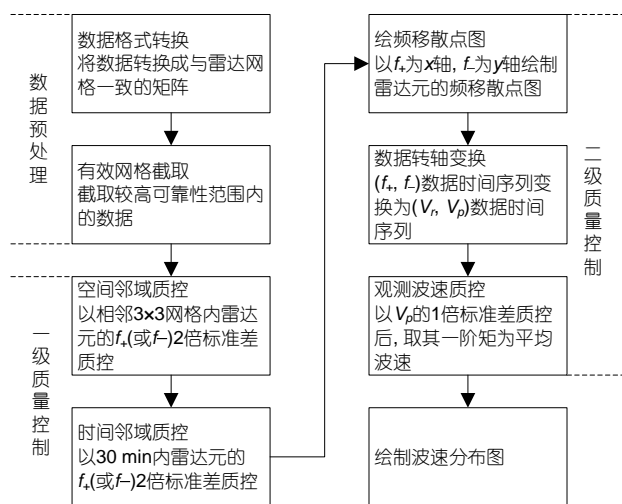 数据预处理
数据格式转换
将数据转换成与雷达网
格一致的矩阵
有效网格截取
截取较高可靠性范围内
的数据
一级质量控制
空间邻域质控
以相邻3×3网格内雷达
元的f₊(或f–)2倍标准差
质控
时间邻域质控
以30 min内雷达元的
f₊(或f–)2倍标准差质控
二级质量控制
绘频移散点图
以f₊为x轴, f₋为y轴绘制
雷达元的频移散点图
数据转轴变换
(f₊, f₋)数据时间序列变
换为(Vr, Vp)数据时间
序列
观测波速质控
以Vp的1倍标准差质控
后, 取其一阶矩为平均
波速
绘制波速分布图